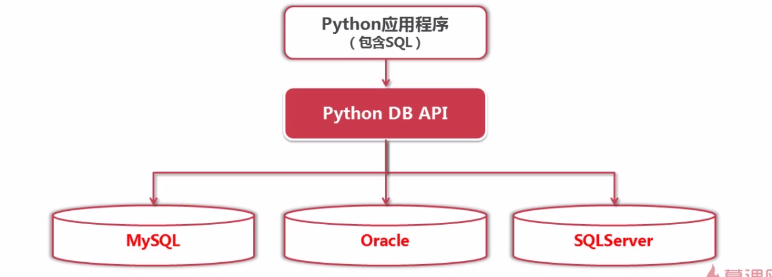 Python应用程序
（包含SQL）
Python DB API
MySQL
Oracle
SQLServer